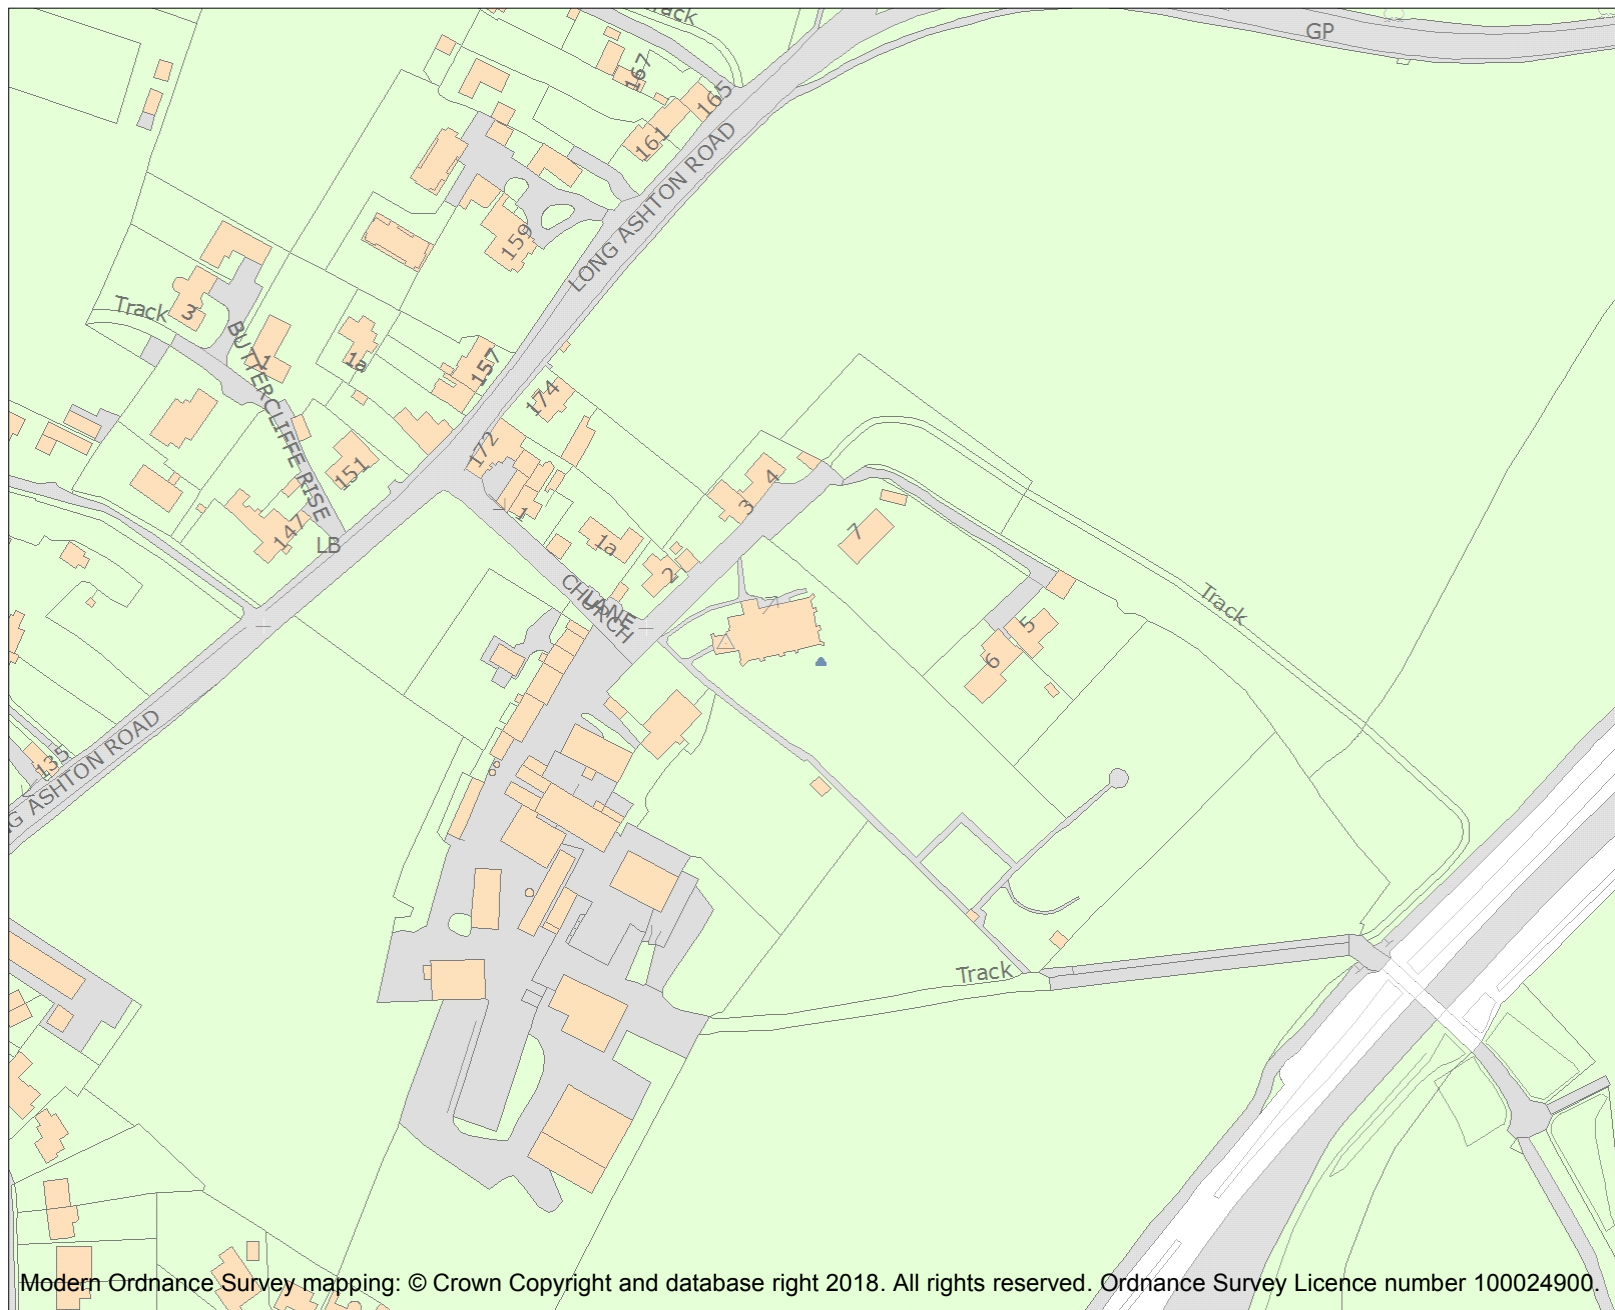 Track
GP
167
165
161
LONG ASHTON ROAD
159
Track
3
BUTTERCLIFFE RISE
1
1a
157
174
172
151
147
LB
1
1a
2
3
4
7
CHURCH
LANE
Track
5
6
135
NG ASHTON ROAD
Track
Modern Ordnance Survey mapping: © Crown Copyright and database right 2018. All rights reserved. Ordnance Survey Licence number 100024900.